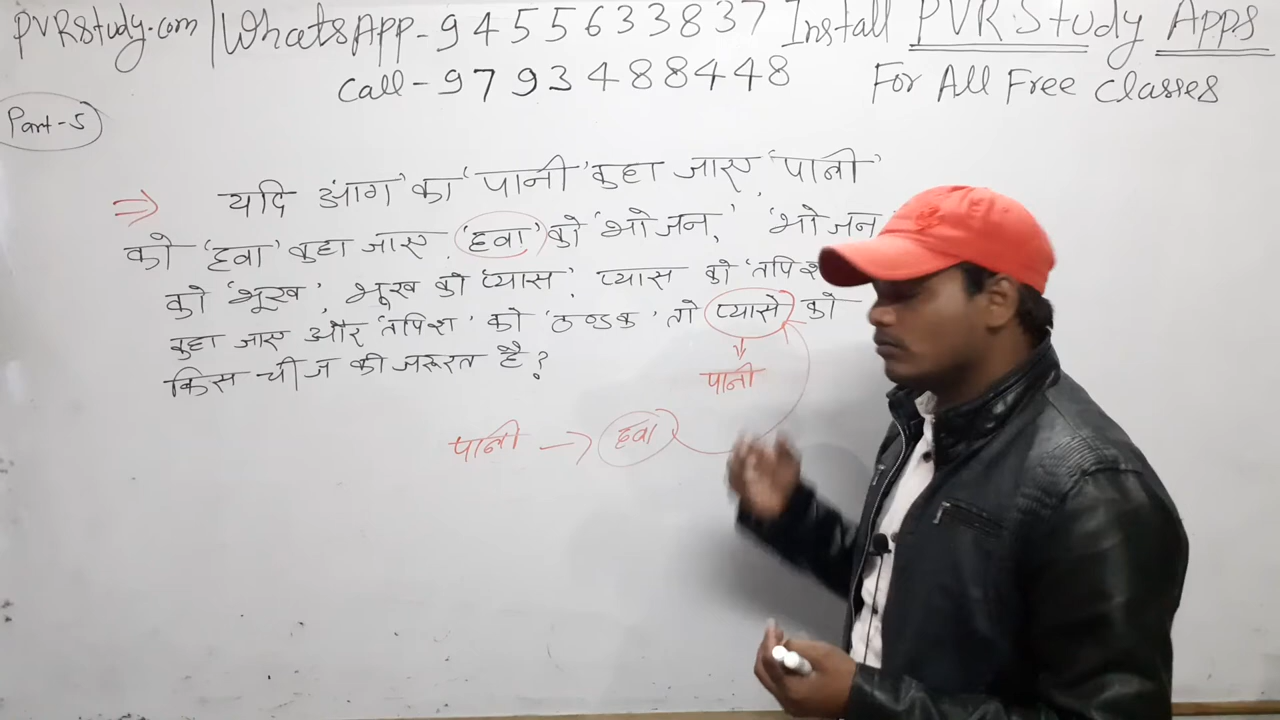 PVRstudy.com | WhatsApp - 9455633837 Install PVR Study Apps
Call - 9793488448 For All Free Classes
Part-5
⇒ यदि 'आग' को 'पानी' कहा जाए, 'पानी'
को 'हवा' कहा जाए, 'हवा' को 'भोजन', 'भोजन
को 'भूख', भूख को 'प्यास', प्यास को 'तपिश
कहा जाए और 'तपिश' को 'ठण्डक' तो प्यासे को
किस चीज की जरूरत है?
↓
पानी
पानी → हवा